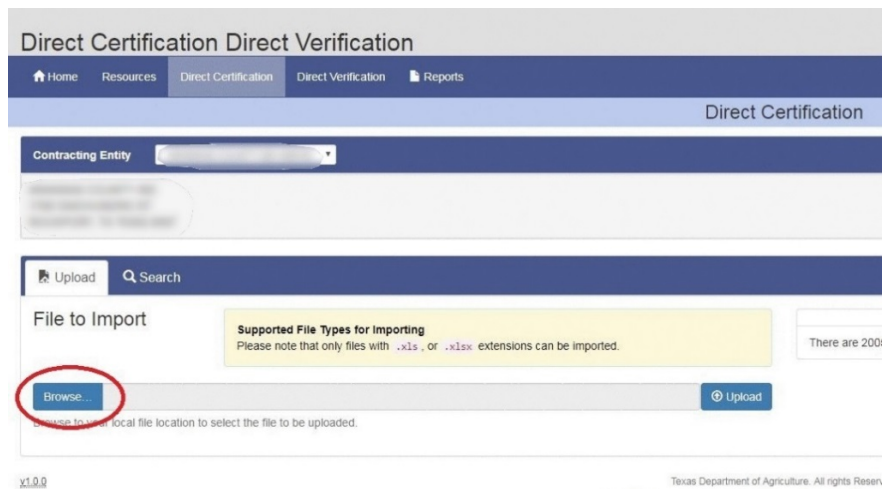 Direct Certification Direct Verification
Home Resources Direct Certification Direct Verification Reports
Direct Certification
Contracting Entity
Upload Search
File to Import
Supported File Types for Importing
Please note that only files with .xls, or .xlsx extensions can be imported.
There are 200
Browse... Upload
Browse to your local file location to select the file to be uploaded.
v1.0.0 Texas Department of Agriculture. All rights Reserv